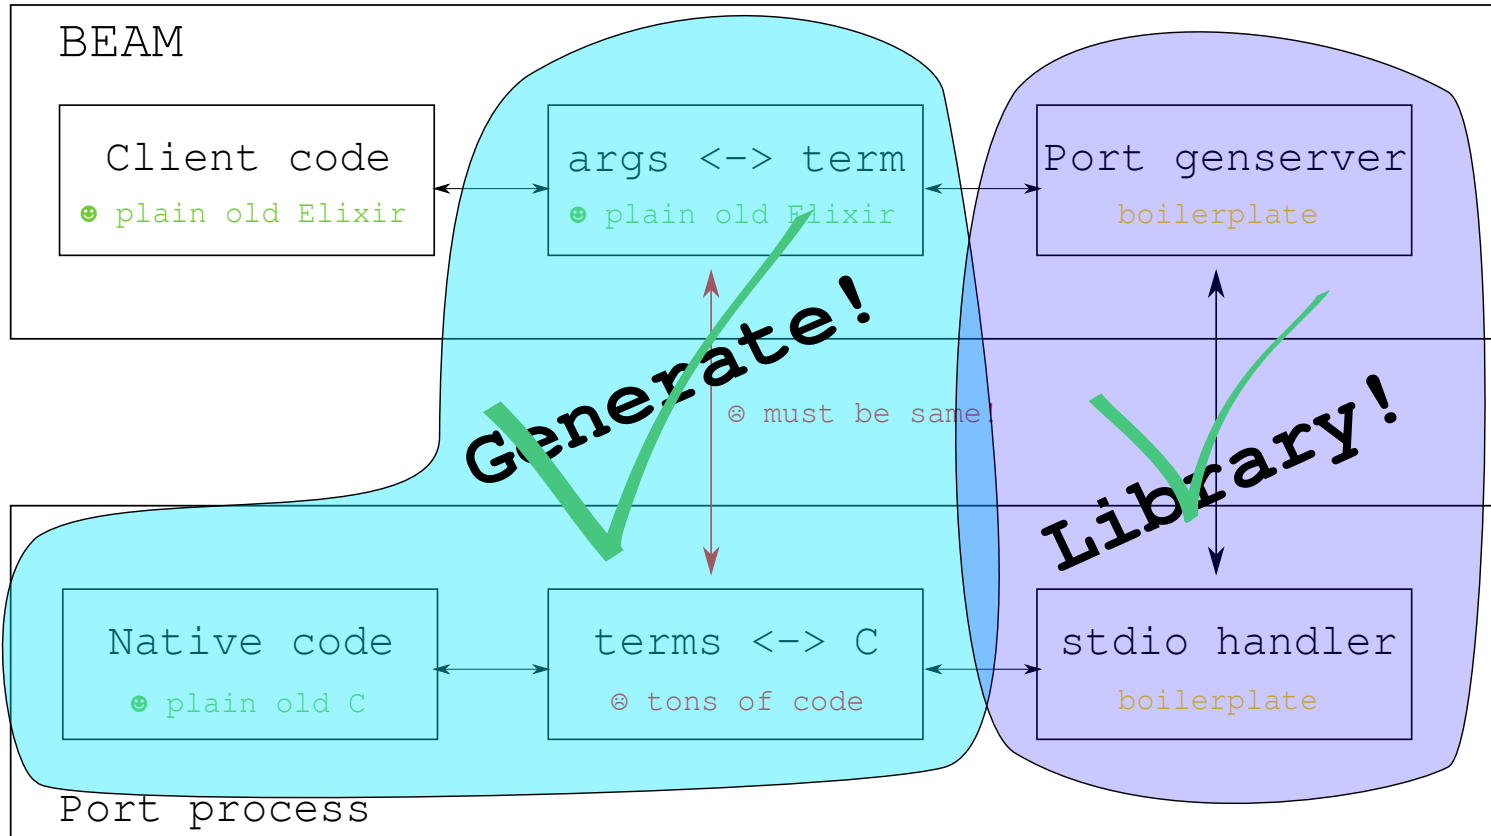 BEAM
Client code
☻ plain old Elixir
args <-> term
☻ plain old Elixir
Port genserver
boilerplate
Generate!
☹ must be same!
Library!
Native code
☻ plain old C
terms <-> C
☹ tons of code
stdio handler
boilerplate
Port process